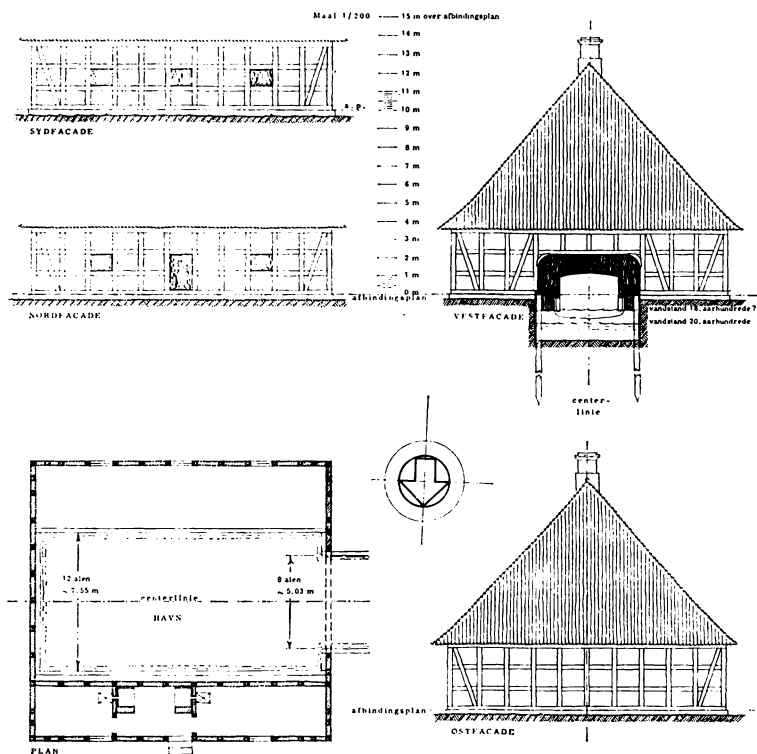 Maal 1/200
15 m over afbindingsplan
14 m
13 m
12 m
11 m
10 m
9 m
8 m
7 m
6 m
5 m
4 m
3 m
2 m
1 m
0 m
a.p.
SYDFACADE
afbindingsplan
NORDFACADE
VESTFACADE
vandstand 18, aarhundrede?
vandstand 20, aarhundrede
center-
linie
12 alen
~ 7.55 m
8 alen
~ 5.03 m
centerlinie
HAVN
PLAN
afbindingsplan
OSTFACADE